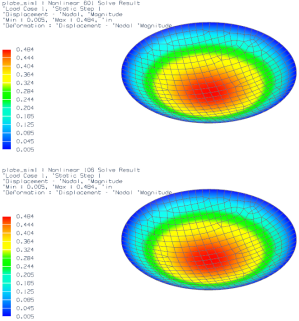 plate_sim1 : Nonlinear 601 Solve Result
Load Case 1, Static Step 1
Displacement - Nodal, Magnitude
Min : 0.005, Max : 0.484, in
Deformation : Displacement - Nodal Magnitude
0.484
0.444
0.404
0.364
0.324
0.284
0.244
0.205
0.165
0.125
0.085
0.045
0.005
plate_sim1 : Nonlinear 106 Solve Result
Load Case 1, Static Step 1
Displacement - Nodal, Magnitude
Min : 0.005, Max : 0.484, in
Deformation : Displacement - Nodal Magnitude
0.484
0.444
0.404
0.364
0.324
0.284
0.244
0.205
0.165
0.125
0.085
0.045
0.005